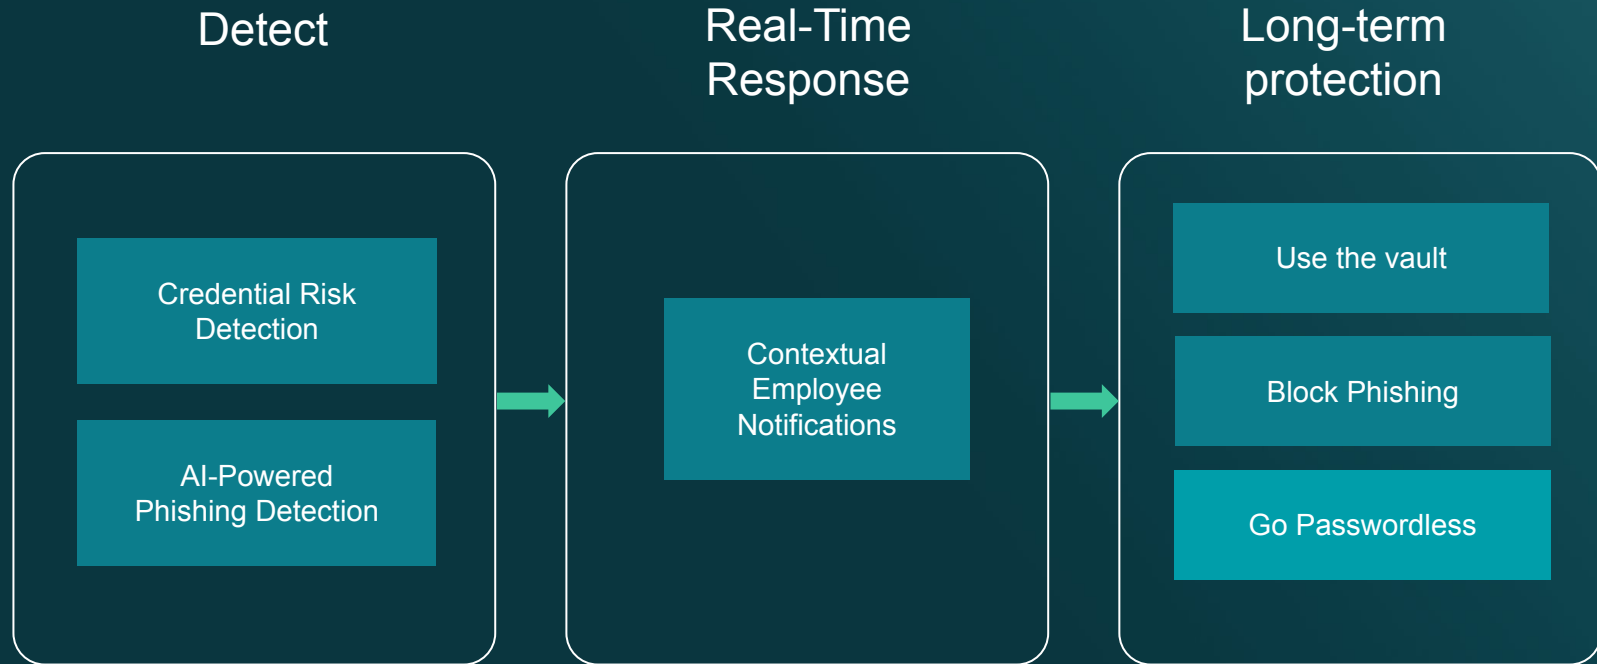 Detect
Real-Time
Response
Long-term
protection
Credential Risk
Detection
AI-Powered
Phishing Detection
Contextual
Employee
Notifications
Use the vault
Block Phishing
Go Passwordless